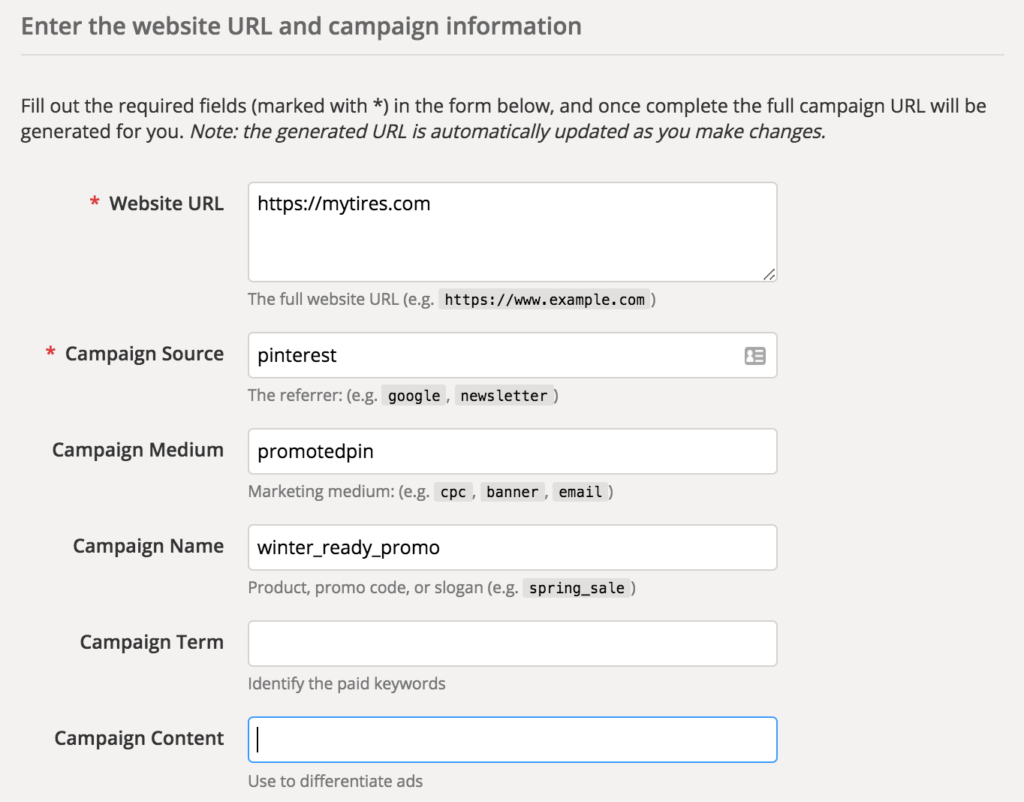 Enter the website URL and campaign information
Fill out the required fields (marked with *) in the form below, and once complete the full campaign URL will be
generated for you. Note: the generated URL is automatically updated as you make changes.
* Website URL
https://mytires.com
The full website URL (e.g. https://www.example.com)
* Campaign Source
pinterest
The referrer: (e.g. google, newsletter)
Campaign Medium
promotedpin
Marketing medium: (e.g. cpc, banner, email)
Campaign Name
winter_ready_promo
Product, promo code, or slogan (e.g. spring_sale)
Campaign Term
Identify the paid keywords
Campaign Content
Use to differentiate ads